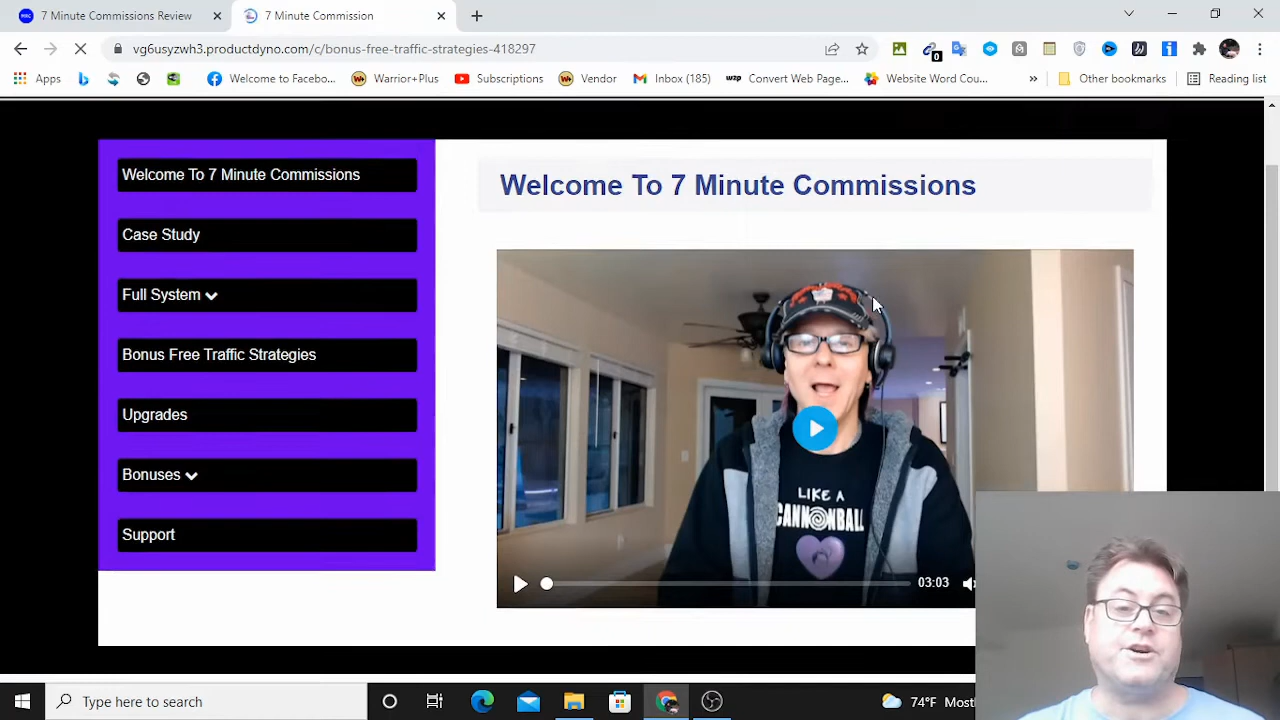 7 Minute Commissions Review
7 Minute Commission
vg6usyzwh3.productdyno.com/c/bonus-free-traffic-strategies-418297
0
Apps
Welcome to Facebo...
Warrior+Plus
Subscriptions
Vendor
Inbox (185)
Convert Web Page...
Website Word Cou...
Other bookmarks
Reading list
Welcome To 7 Minute Commissions
Case Study
Full System
Bonus Free Traffic Strategies
Upgrades
Bonuses
Support
Welcome To 7 Minute Commissions
LIKE A
CANNONBALL
03:03
Type here to search
74°F Mostl